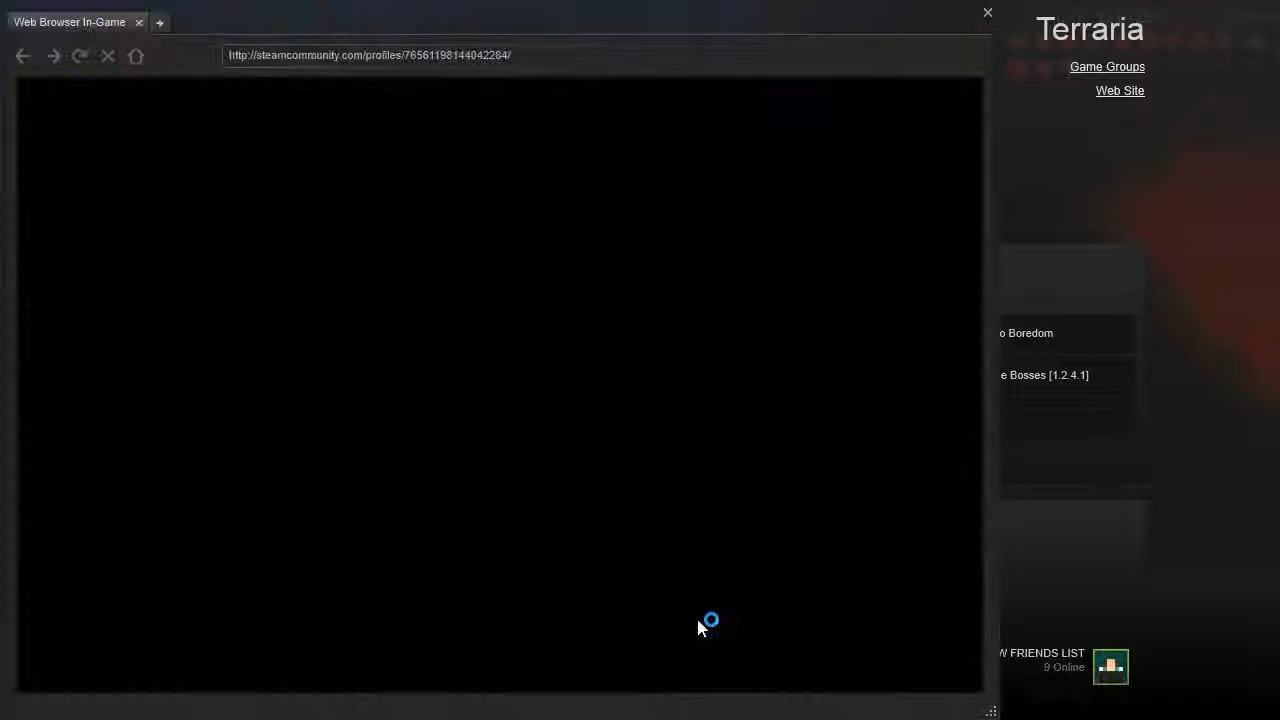 Web Browser In-Game
http://steamcommunity.com/profiles/76561198144042284/
Terraria
Game Groups
Web Site
o Boredom
e Bosses [1.2.4.1]
W FRIENDS LIST
9 Online